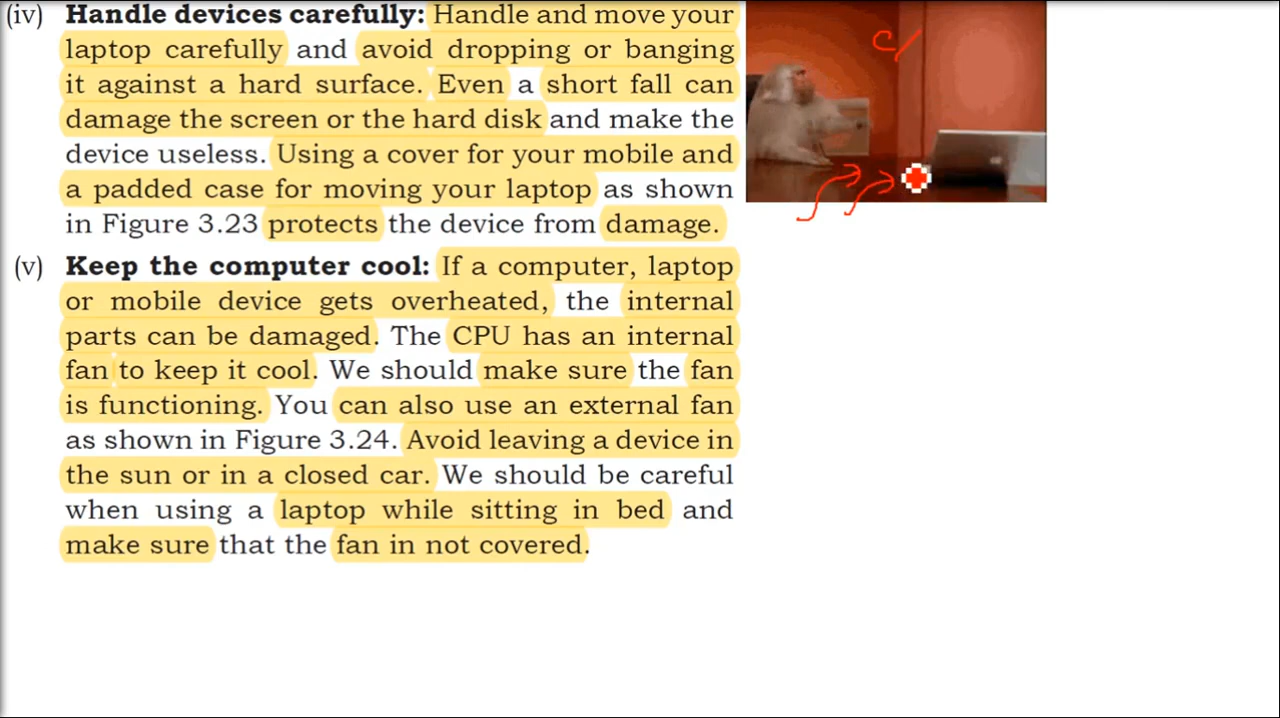 (iv) Handle devices carefully: Handle and move your
laptop carefully and avoid dropping or banging
it against a hard surface. Even a short fall can
damage the screen or the hard disk and make the
device useless. Using a cover for your mobile and
a padded case for moving your laptop as shown
in Figure 3.23 protects the device from damage.
(v) Keep the computer cool: If a computer, laptop
or mobile device gets overheated, the internal
parts can be damaged. The CPU has an internal
fan to keep it cool. We should make sure the fan
is functioning. You can also use an external fan
as shown in Figure 3.24. Avoid leaving a device in
the sun or in a closed car. We should be careful
when using a laptop while sitting in bed and
make sure that the fan in not covered.